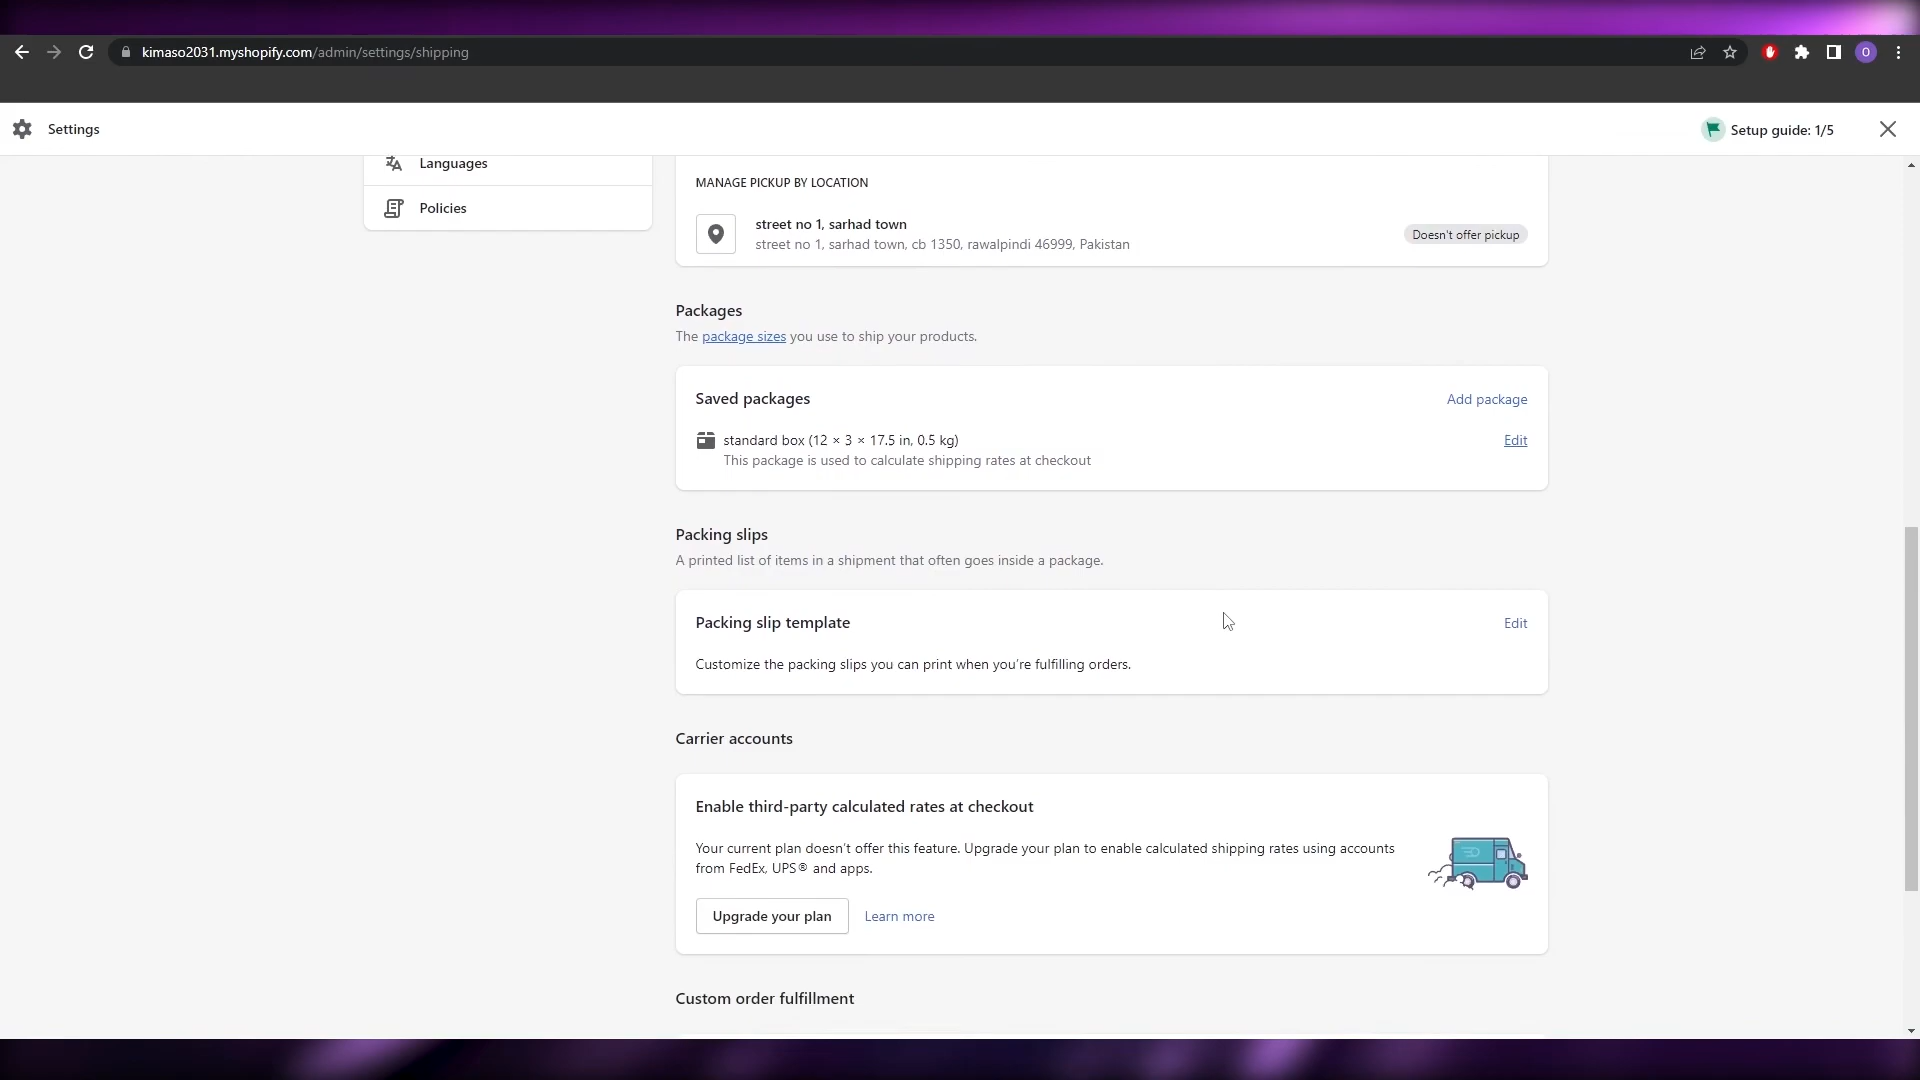 kimaso2031.myshopify.com/admin/settings/shipping
O
Settings
Setup guide: 1/5
Languages
Policies
MANAGE PICKUP BY LOCATION
street no 1, sarhad town
street no 1, sarhad town, cb 1350, rawalpindi 46999, Pakistan
Doesn't offer pickup
Packages
The package sizes you use to ship your products.
Saved packages
Add package
standard box (12 × 3 × 17.5 in, 0.5 kg)
Edit
This package is used to calculate shipping rates at checkout
Packing slips
A printed list of items in a shipment that often goes inside a package.
Packing slip template
Edit
Customize the packing slips you can print when you’re fulfilling orders.
Carrier accounts
Enable third-party calculated rates at checkout
Your current plan doesn’t offer this feature. Upgrade your plan to enable calculated shipping rates using accounts
from FedEx, UPS® and apps.
Upgrade your plan
Learn more
Custom order fulfillment